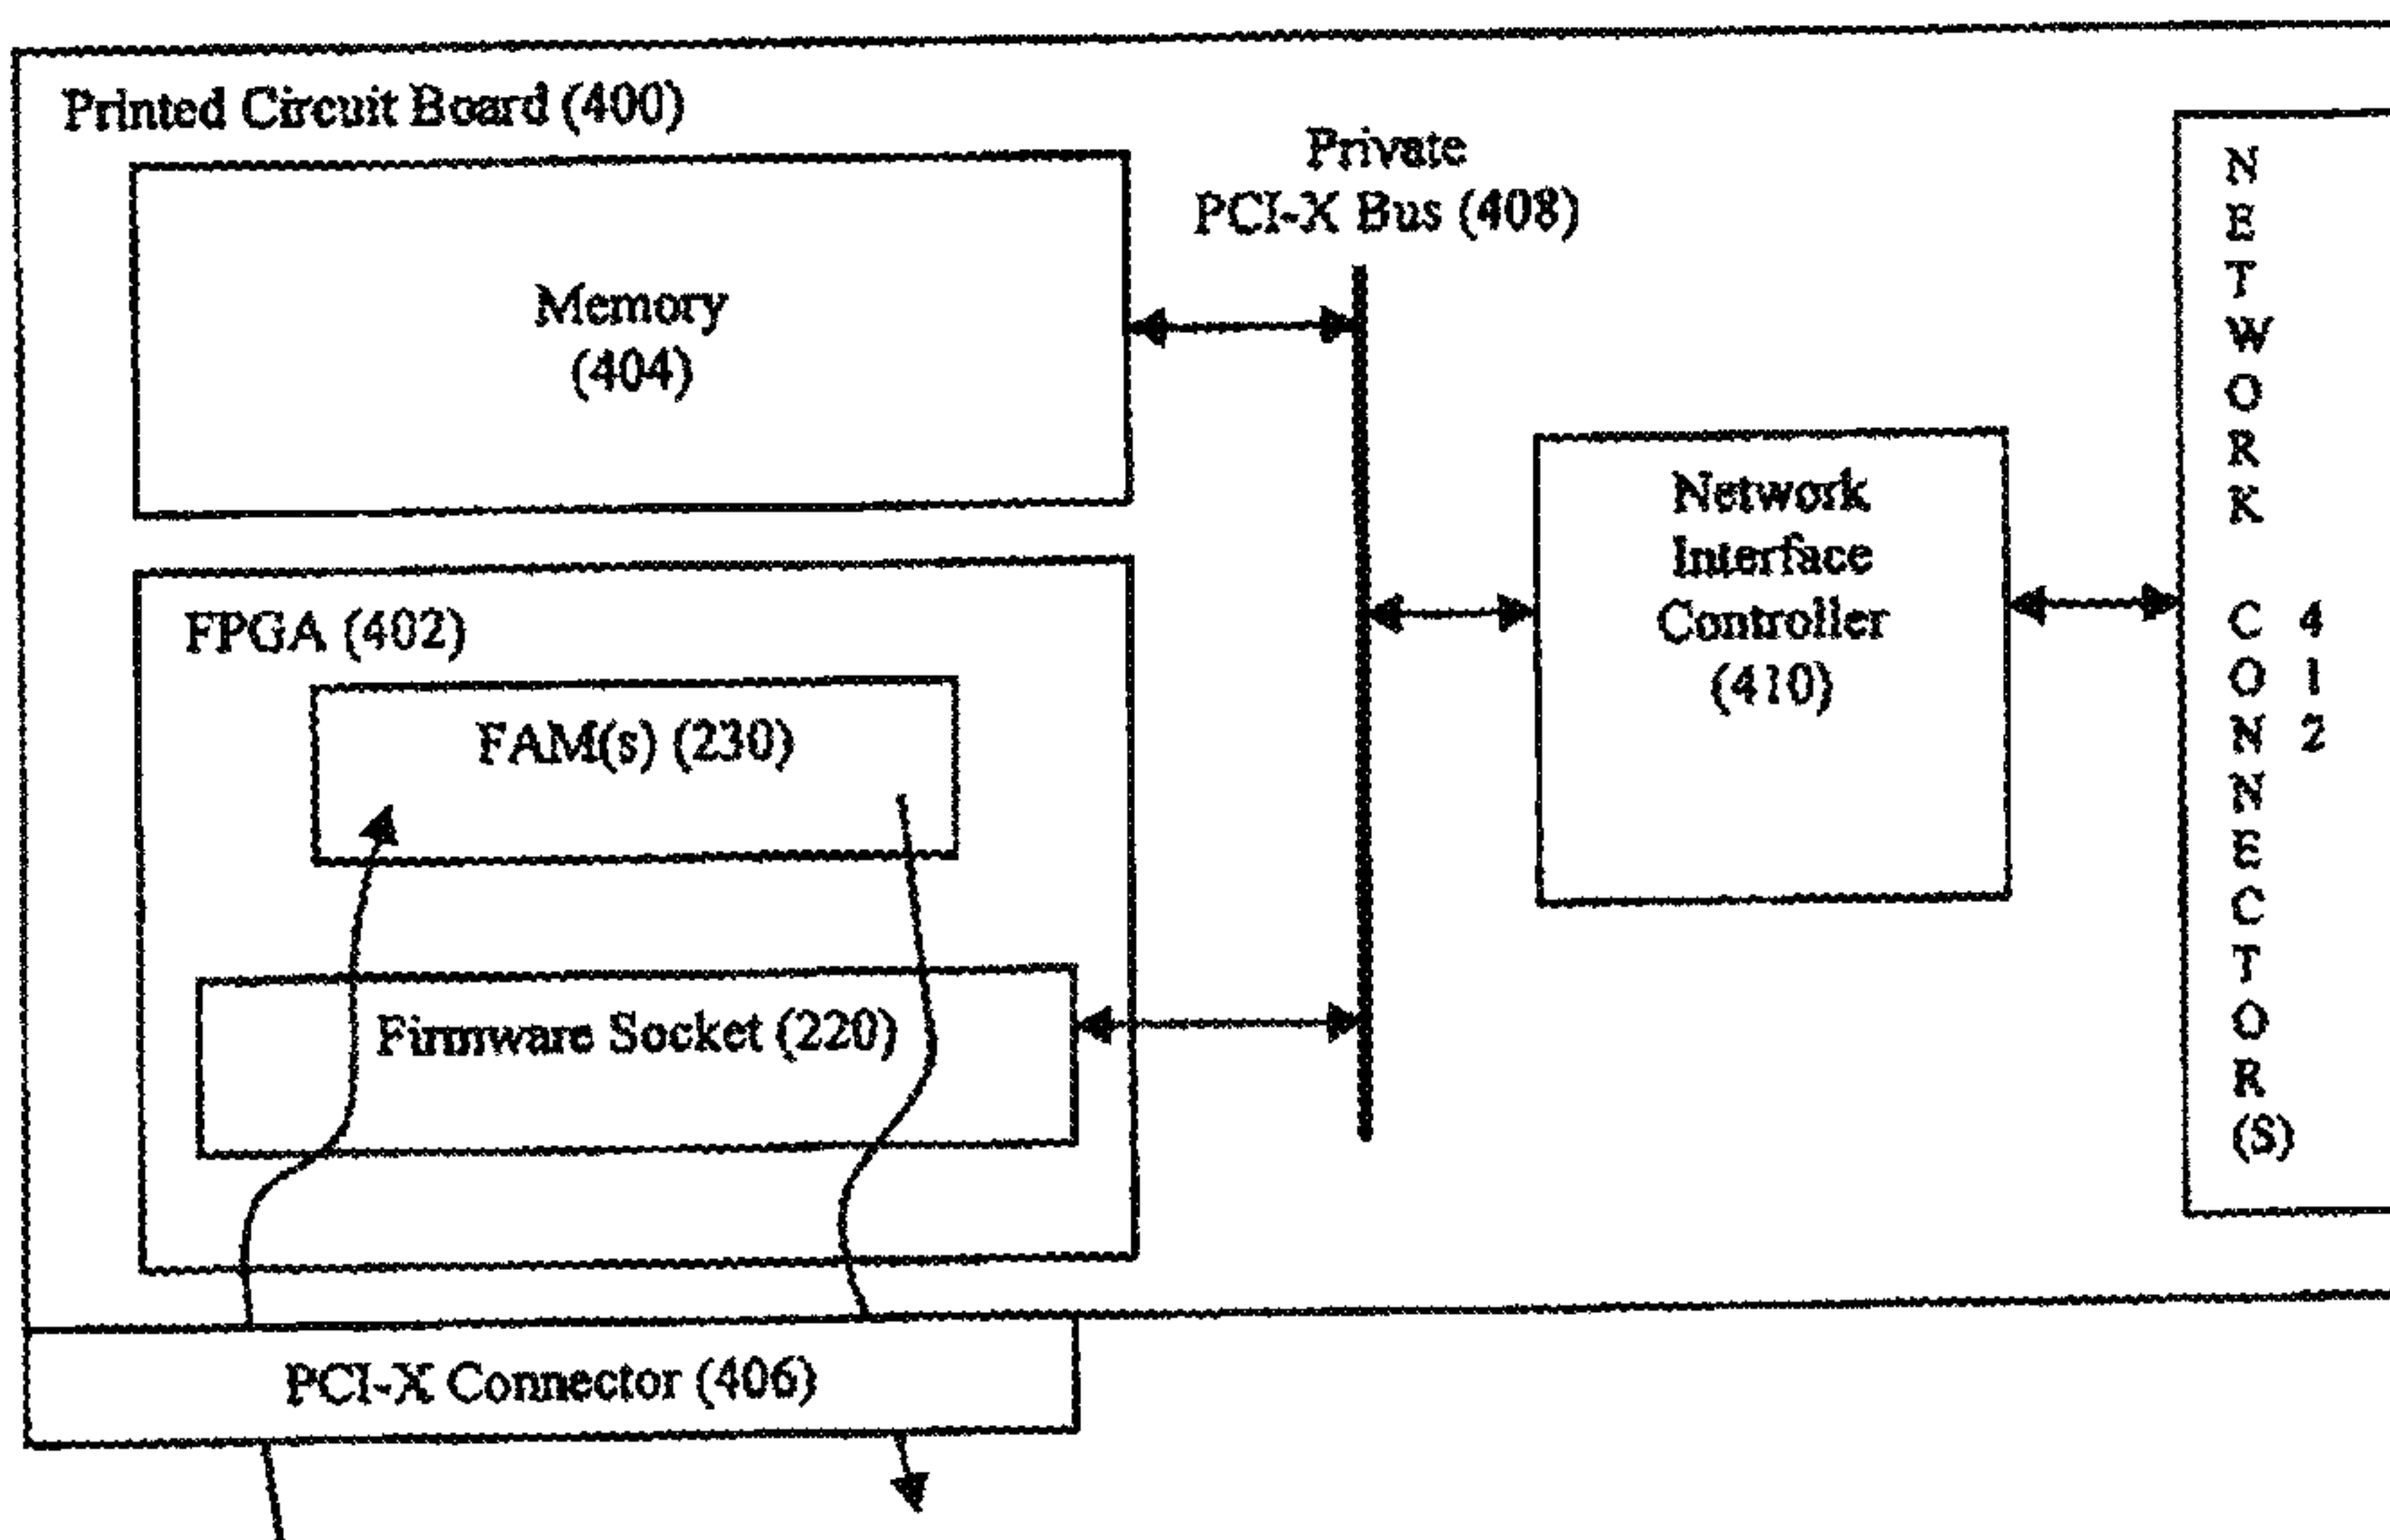 Printed Circuit Board (400)
Private
PCI-X Bus (408)
Memory
(404)
Network
Interface
Controller
(410)
NETWORK CONNECTOR(S)
412
FPGA (402)
FAM(s) (230)
Firmware Socket (220)
PCI-X Connector (406)